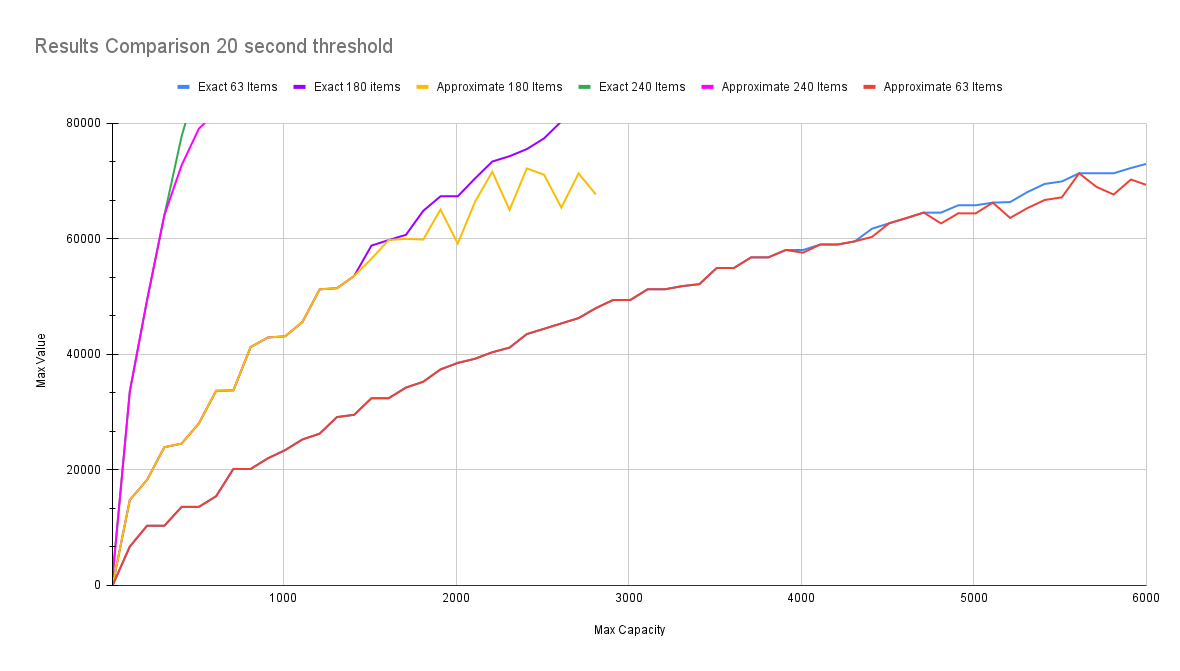 Results Comparison 20 second threshold
Exact 63 Items Exact 180 items Approximate 180 Items Exact 240 Items Approximate 240 Items Approximate 63 Items
80000
60000
40000
20000
0
Max Value
1000 2000 3000 4000 5000 6000
Max Capacity